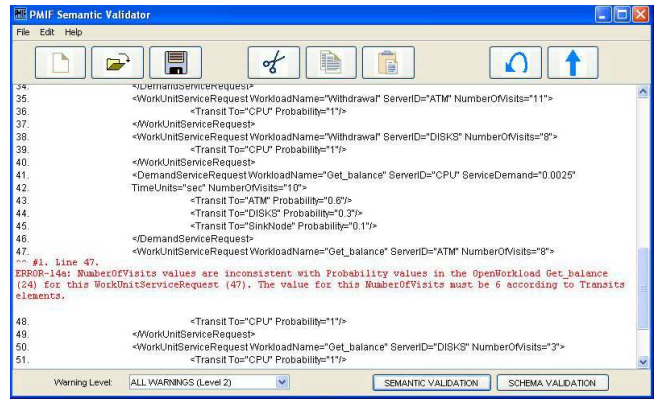 PMIF Semantic Validator
File Edit Help
34. </DemandServiceRequest>
35. <WorkUnitServiceRequest WorkloadName="Withdrawal" ServerID="ATM" NumberOfVisits="11">
36. <Transit To="CPU" Probability="1"/>
37. </WorkUnitServiceRequest>
38. <WorkUnitServiceRequest WorkloadName="Withdrawal" ServerID="DISKS" NumberOfVisits="8">
39. <Transit To="CPU" Probability="1"/>
40. </WorkUnitServiceRequest>
41. <DemandServiceRequest WorkloadName="Get_balance" ServerID="CPU" ServiceDemand="0.0025"
42. TimeUnits="sec" NumberOfVisits="10">
43. <Transit To="ATM" Probability="0.6"/>
44. <Transit To="DISKS" Probability="0.3"/>
45. <Transit To="SinkNode" Probability="0.1"/>
46. </DemandServiceRequest>
47. <WorkUnitServiceRequest WorkloadName="Get_balance" ServerID="ATM" NumberOfVisits="8">
^^ #1. Line 47.
ERROR-14a: NumberOfVisits values are inconsistent with Probability values in the OpenWorkload Get_balance
(24) for this WorkUnitServiceRequest (47). The value for this NumberOfVisits must be 6 according to Transits
elements.
48. <Transit To="CPU" Probability="1"/>
49. </WorkUnitServiceRequest>
50. <WorkUnitServiceRequest WorkloadName="Get_balance" ServerID="DISKS" NumberOfVisits="3">
51. <Transit To="CPU" Probability="1"/>
Warning Level: ALL WARNINGS (Level 2) SEMANTIC VALIDATION SCHEMA VALIDATION